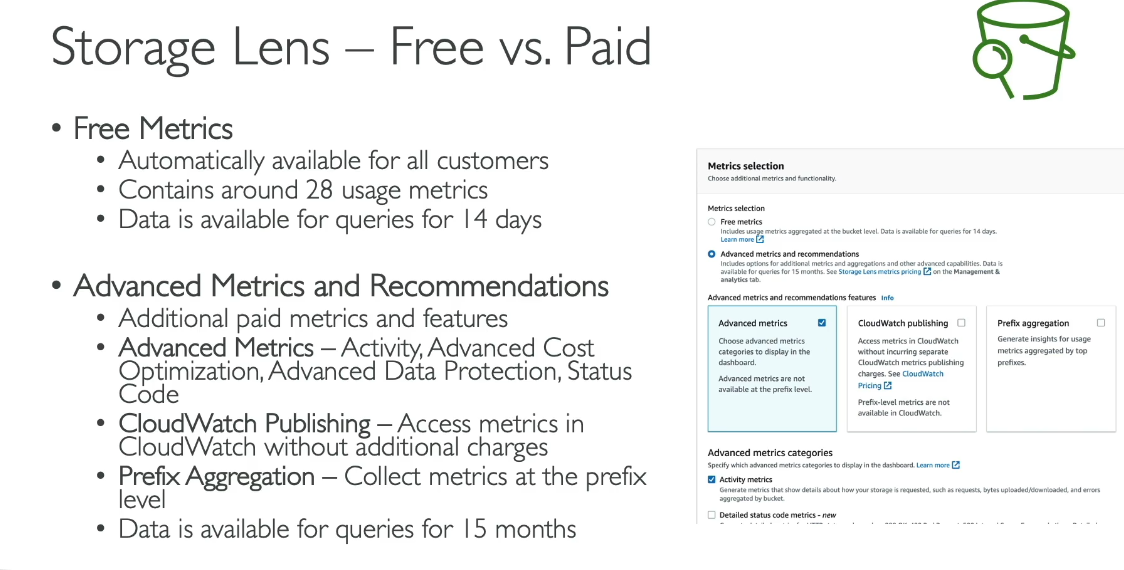 Storage Lens – Free vs. Paid
• Free Metrics
• Automatically available for all customers
• Contains around 28 usage metrics
• Data is available for queries for 14 days
• Advanced Metrics and Recommendations
• Additional paid metrics and features
• Advanced Metrics – Activity, Advanced Cost
Optimization, Advanced Data Protection, Status
Code
• CloudWatch Publishing – Access metrics in
CloudWatch without additional charges
• Prefix Aggregation – Collect metrics at the prefix
level
• Data is available for queries for 15 months
Metrics selection
Choose additional metrics and functionality.
Metrics selection
Free metrics
Includes usage metrics aggregated at the bucket level. Data is available for queries for 14 days.
Learn more
Advanced metrics and recommendations
Includes options for additional metrics and aggregations and other advanced capabilities. Data is
available for queries for 15 months. See Storage Lens metrics pricing on the Management &
analytics tab.
Advanced metrics and recommendations features Info
Advanced metrics
Choose advanced metrics
categories to display in the
dashboard.
Advanced metrics are not
available at the prefix level.
CloudWatch publishing
Access metrics in CloudWatch
without incurring separate
CloudWatch metrics publishing
charges. See CloudWatch
Pricing
Prefix-level metrics are not
available in CloudWatch.
Prefix aggregation
Generate insights for usage
metrics aggregated by top
prefixes.
Advanced metrics categories
Specify which advanced metrics categories to display in the dashboard. Learn more
Activity metrics
Generate metrics that show details about how your storage is requested, such as requests, bytes uploaded/downloaded, and errors
aggregated by bucket.
Detailed status code metrics - new